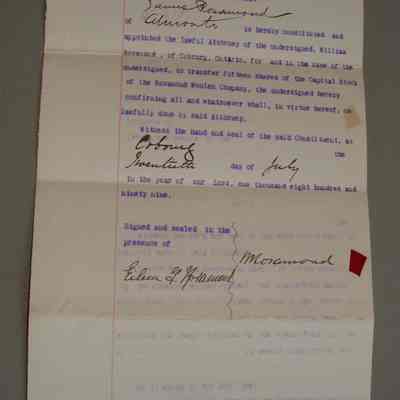 James Rosamond
of Almonte is hereby constituted and
appointed the lawful Attorney of the undersigned, William
Rosamond, of Cobourg, Ontario, for and in the name of the
undersigned, to transfer fifteen shares of the Capital Stock
of the Rosamond Woolen Company, the undersigned hereby
confirming all and whatsoever shall, in virtue hereof, be
lawfully done by said Attorney.
Witness the hand and seal of the said Constituent, at
Cobourg the
Twentieth day of July
in the year of our Lord, one thousand eight hundred and
ninety nine.
Signed and sealed in the
presence of
Rosamond
Rosamond